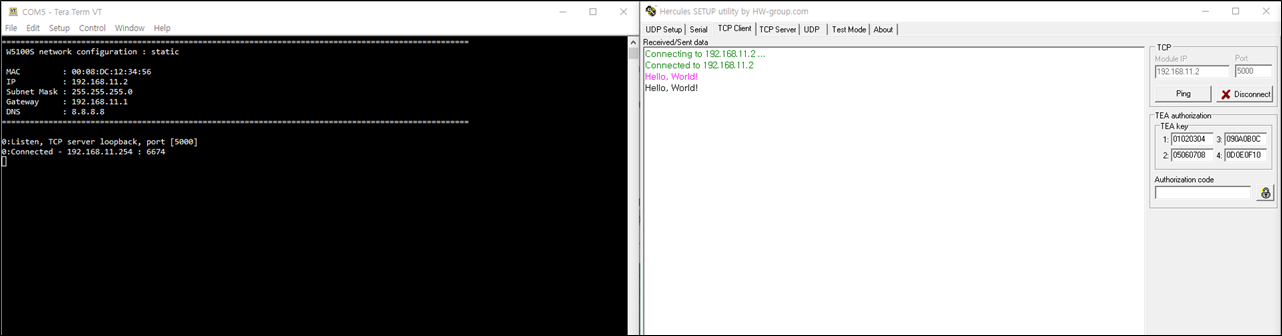 COM5 - Tera Term VT
File Edit Setup Control Window Help
======================================================================================================
W5100S network configuration : static
MAC : 00:08:DC:12:34:56
IP : 192.168.11.2
Subnet Mask : 255.255.255.0
Gateway : 192.168.11.1
DNS : 8.8.8.8
======================================================================================================
0:Listen, TCP server loopback, port [5000]
0:Connected - 192.168.11.254 : 6674
Hercules SETUP utility by HW-group.com
UDP Setup Serial TCP Client TCP Server UDP Test Mode About
Received/Sent data
Connecting to 192.168.11.2 ...
Connected to 192.168.11.2
Hello, World!
Hello, World!
TCP
Module IP Port
192.168.11.2 5000
Ping Disconnect
TEA authorization
TEA key
1: 01020304 3: 090A0B0C
2: 05060708 4: 0D0E0F10
Authorization code